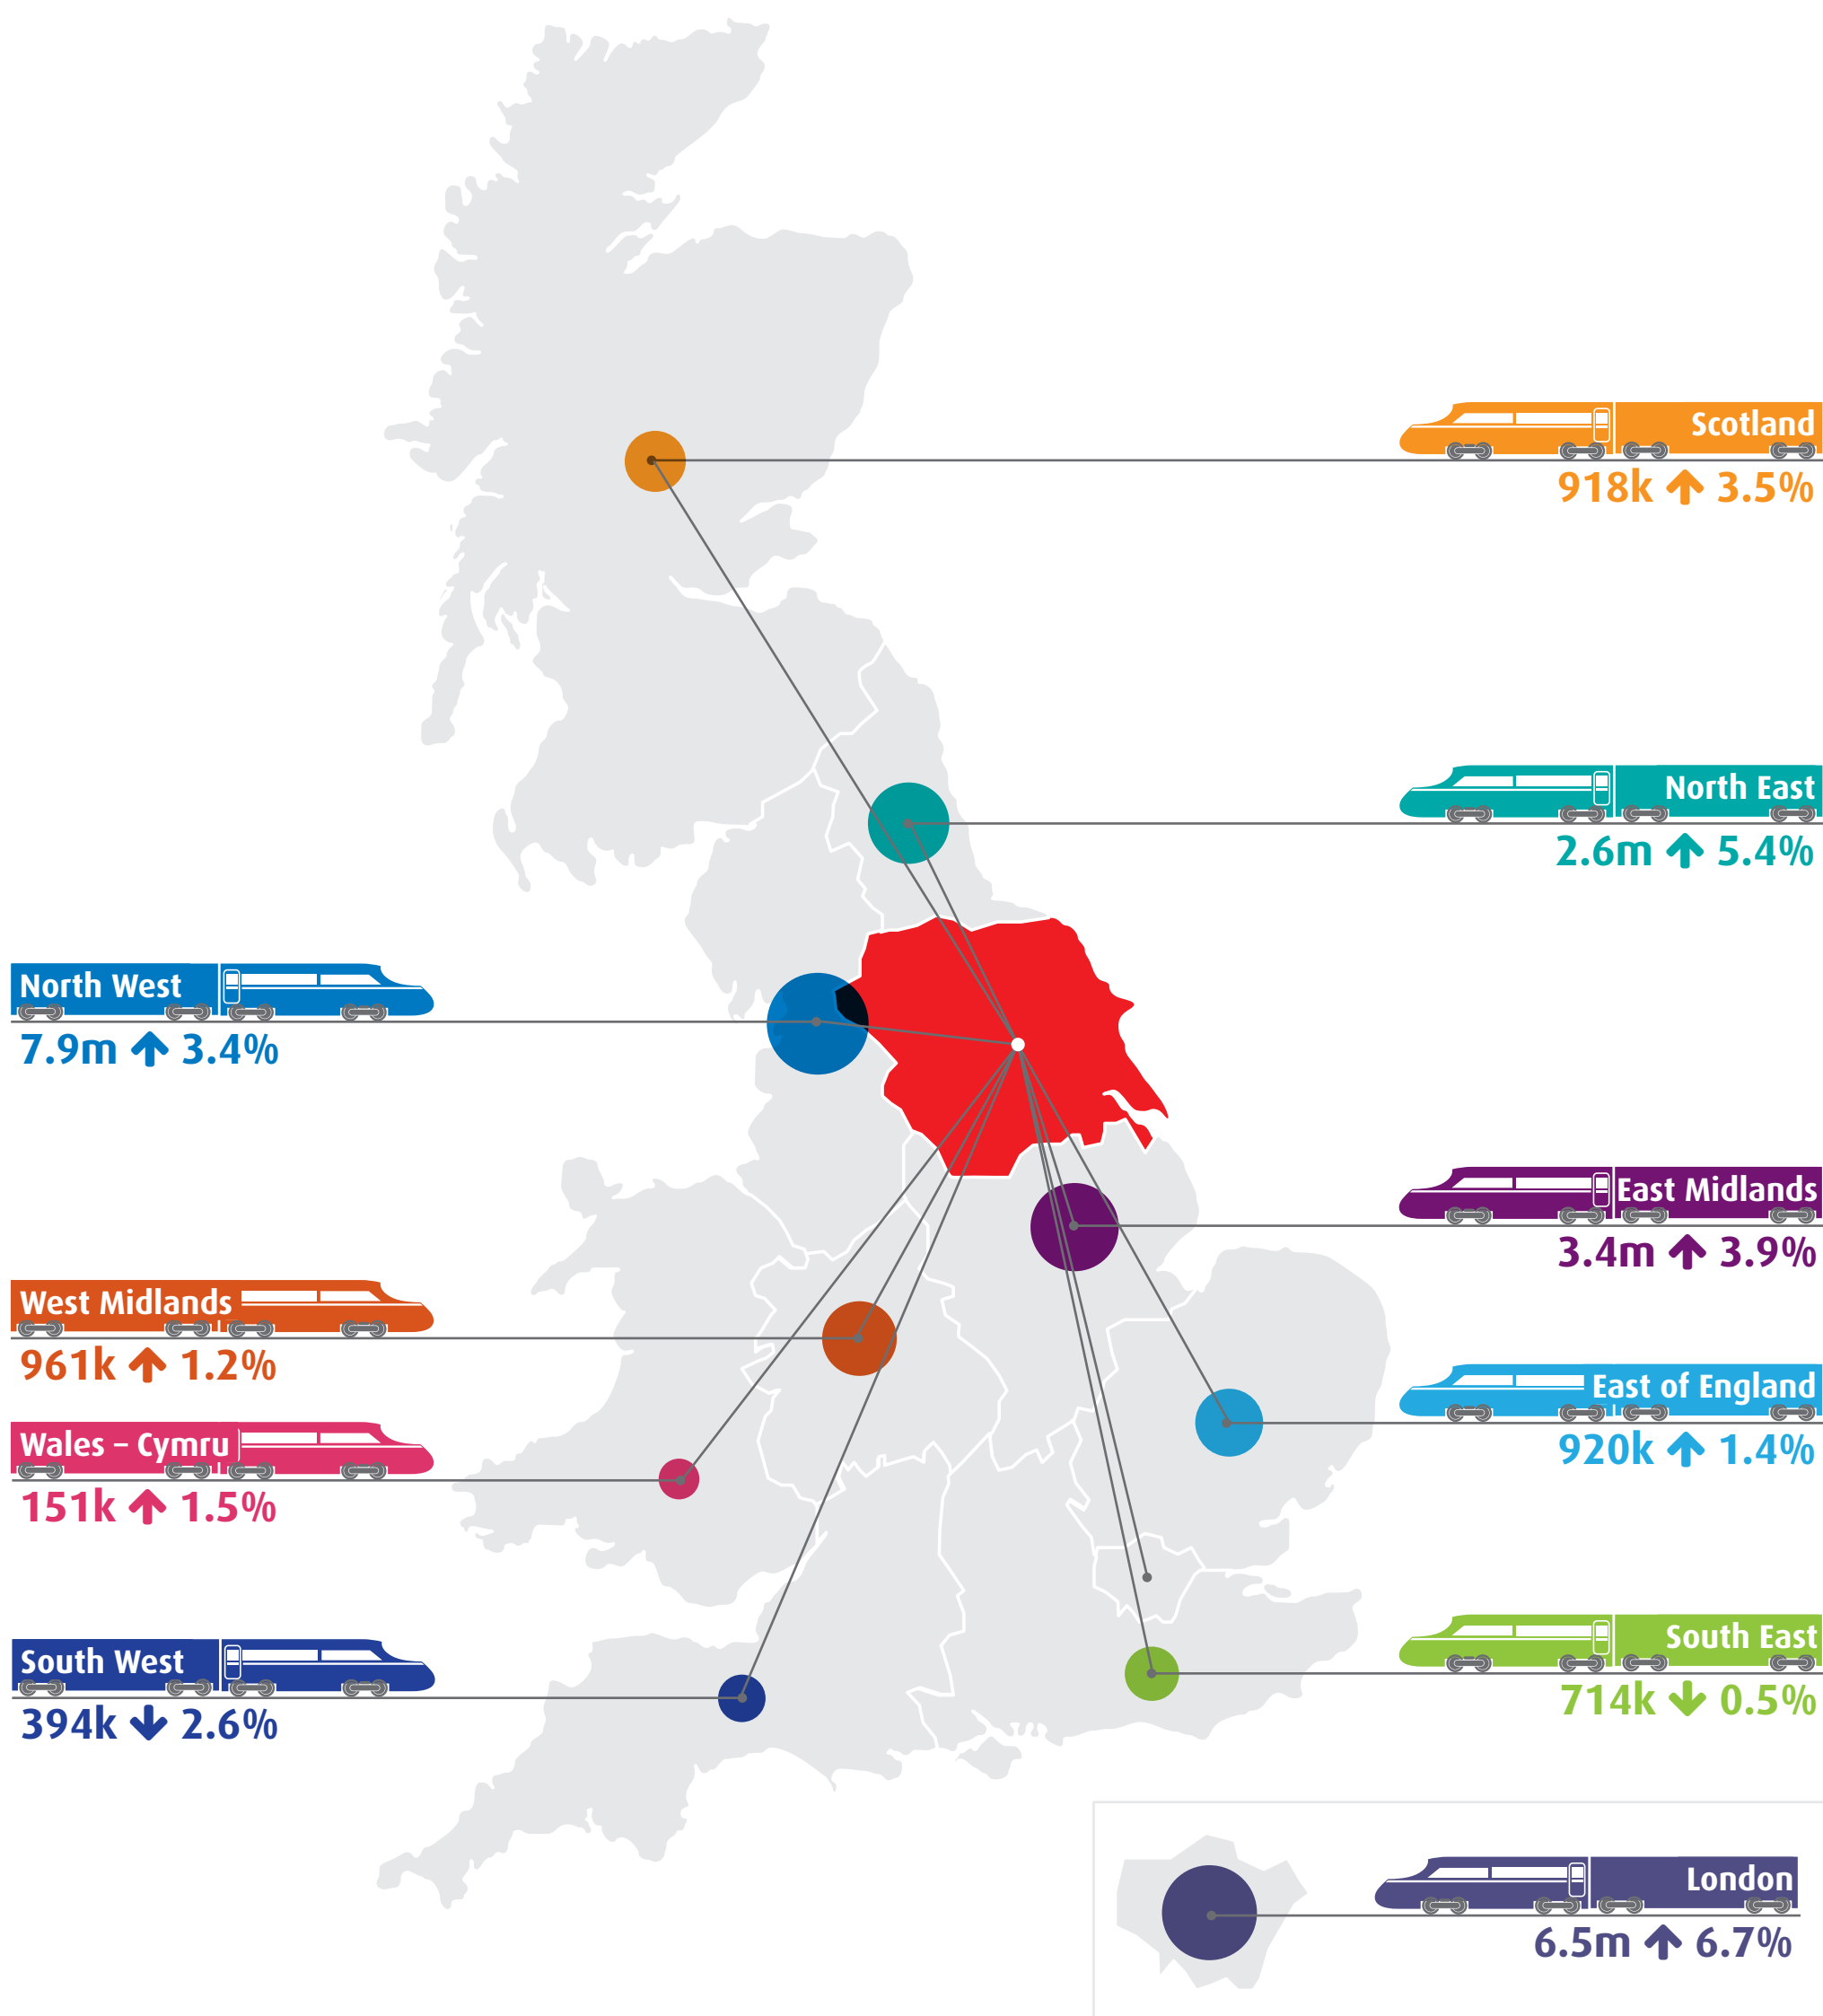 Scotland
918k ↑ 3.5%
North East
2.6m ↑ 5.4%
North West
7.9m ↑ 3.4%
East Midlands
3.4m ↑ 3.9%
West Midlands
961k ↑ 1.2%
East of England
920k ↑ 1.4%
Wales – Cymru
151k ↑ 1.5%
South East
714k ↓ 0.5%
South West
394k ↓ 2.6%
London
6.5m ↑ 6.7%